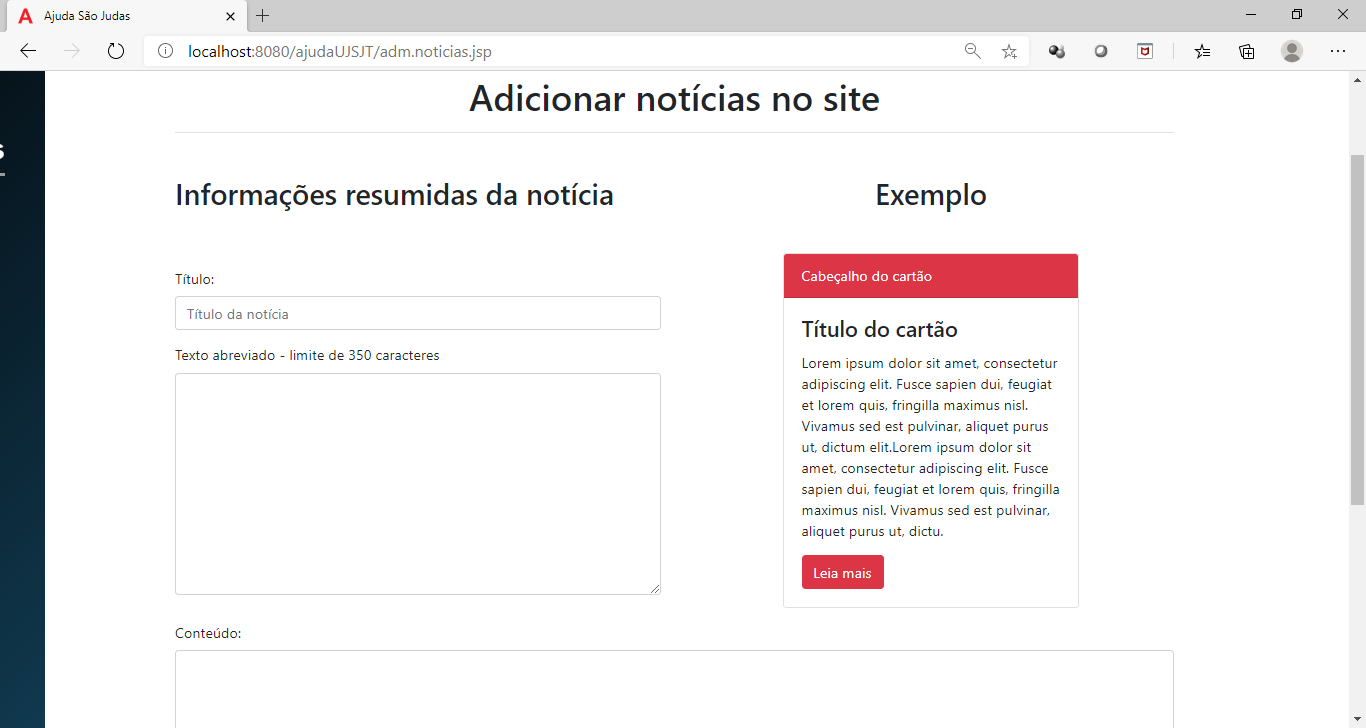 Ajuda São Judas
localhost:8080/ajudaUJSJT/adm.noticias.jsp
s
Adicionar notícias no site
Informações resumidas da notícia
Exemplo
Título:
Título da notícia
Texto abreviado - limite de 350 caracteres
Cabeçalho do cartão
Título do cartão
Lorem ipsum dolor sit amet, consectetur
adipiscing elit. Fusce sapien dui, feugiat
et lorem quis, fringilla maximus nisl.
Vivamus sed est pulvinar, aliquet purus
ut, dictum elit.Lorem ipsum dolor sit
amet, consectetur adipiscing elit. Fusce
sapien dui, feugiat et lorem quis, fringilla
maximus nisl. Vivamus sed est pulvinar,
aliquet purus ut, dictu.
Leia mais
Conteúdo: